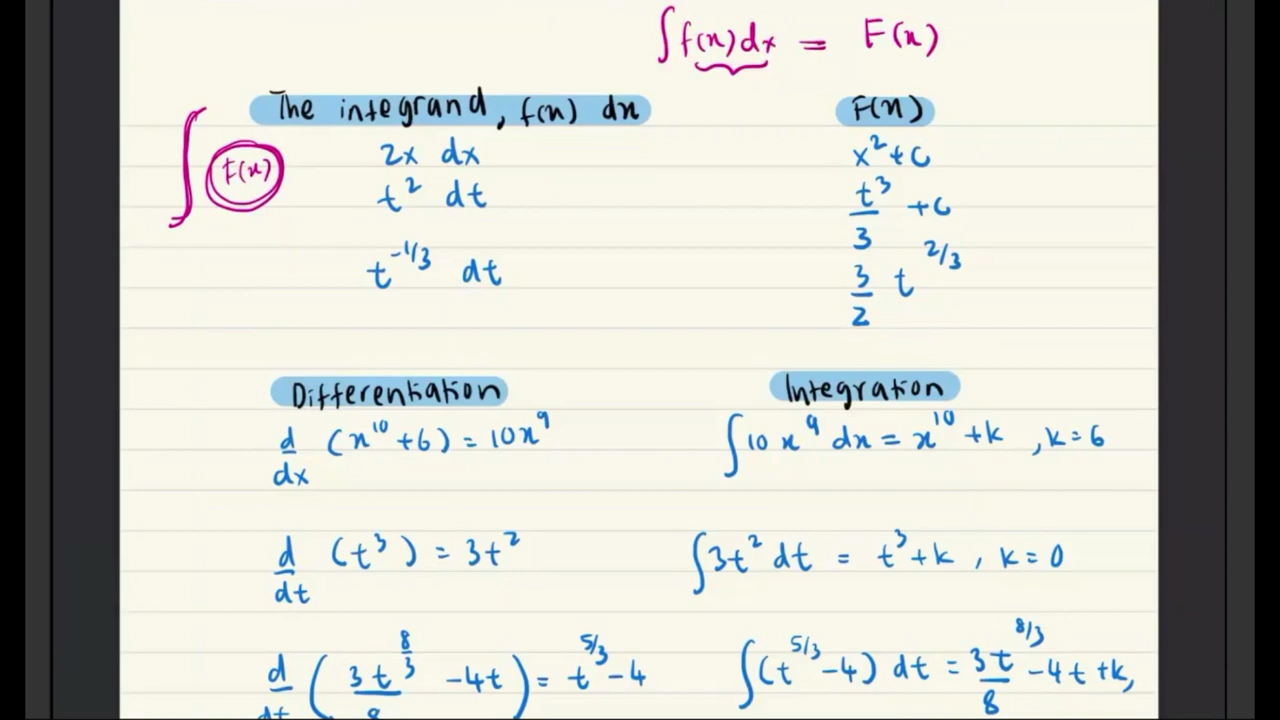 ∫f(x)dx = F(x)
The integrand, f(x) dx F(x)
∫ F(x)
2x dx x²+c
t² dt t³/3 +c
t^(-1/3) dt 3/2 t^(2/3)
Differentiation Integration
d/dx (x¹⁰+6) = 10x⁹ ∫10x⁹ dx = x¹⁰+k , k=6
d/dt (t³) = 3t² ∫3t² dt = t³+k , k=0
d/dt (3t^(8/3)/8 -4t) = t^(5/3)-4 ∫(t^(5/3)-4) dt = 3t^(8/3)/8 -4t+k,